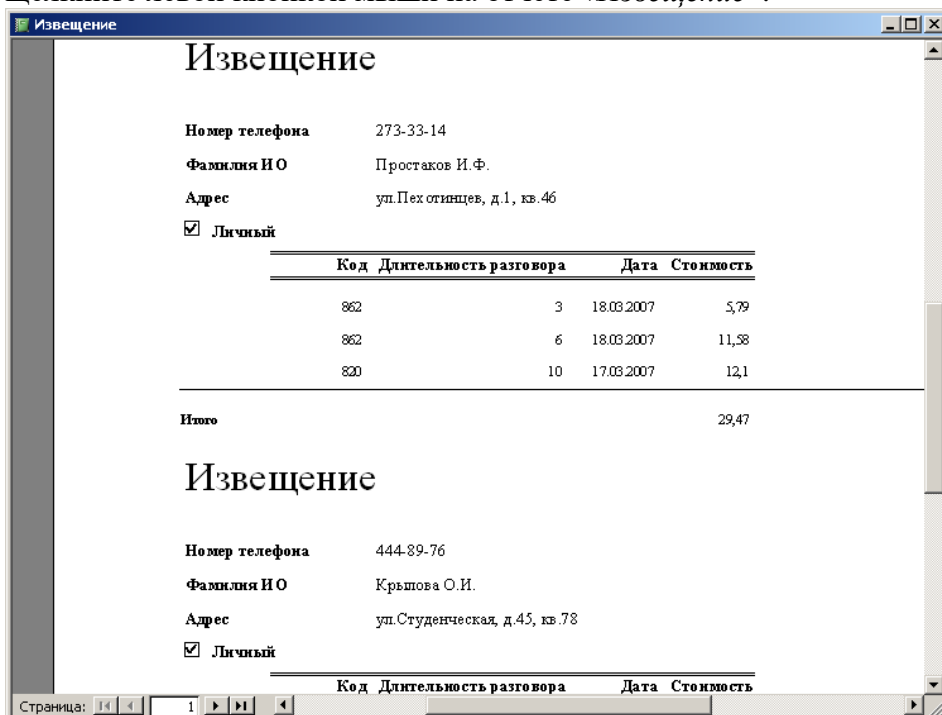 Извещение
Извещение
Номер телефона 273-33-14
Фамилия И О Простаков И.Ф.
Адрес ул.Пехотинцев, д.1, кв.46
Личный
Код Длительность разговора Дата Стоимость
862 3 18.03.2007 5,79
862 6 18.03.2007 11,58
820 10 17.03.2007 12,1
Итого 29,47
Извещение
Номер телефона 444-89-76
Фамилия И О Крылова О.И.
Адрес ул.Студенческая, д.45, кв.78
Личный
Код Длительность разговора Дата Стоимость
Страница: 1